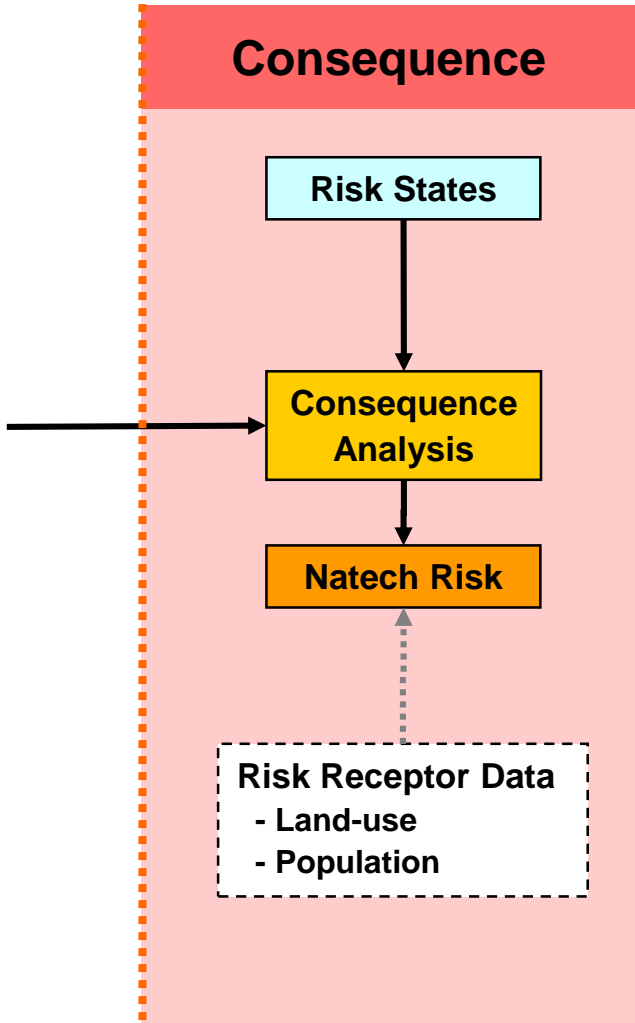 Consequence
Risk States
Consequence
Analysis
Natech Risk
Risk Receptor Data
- Land-use
- Population